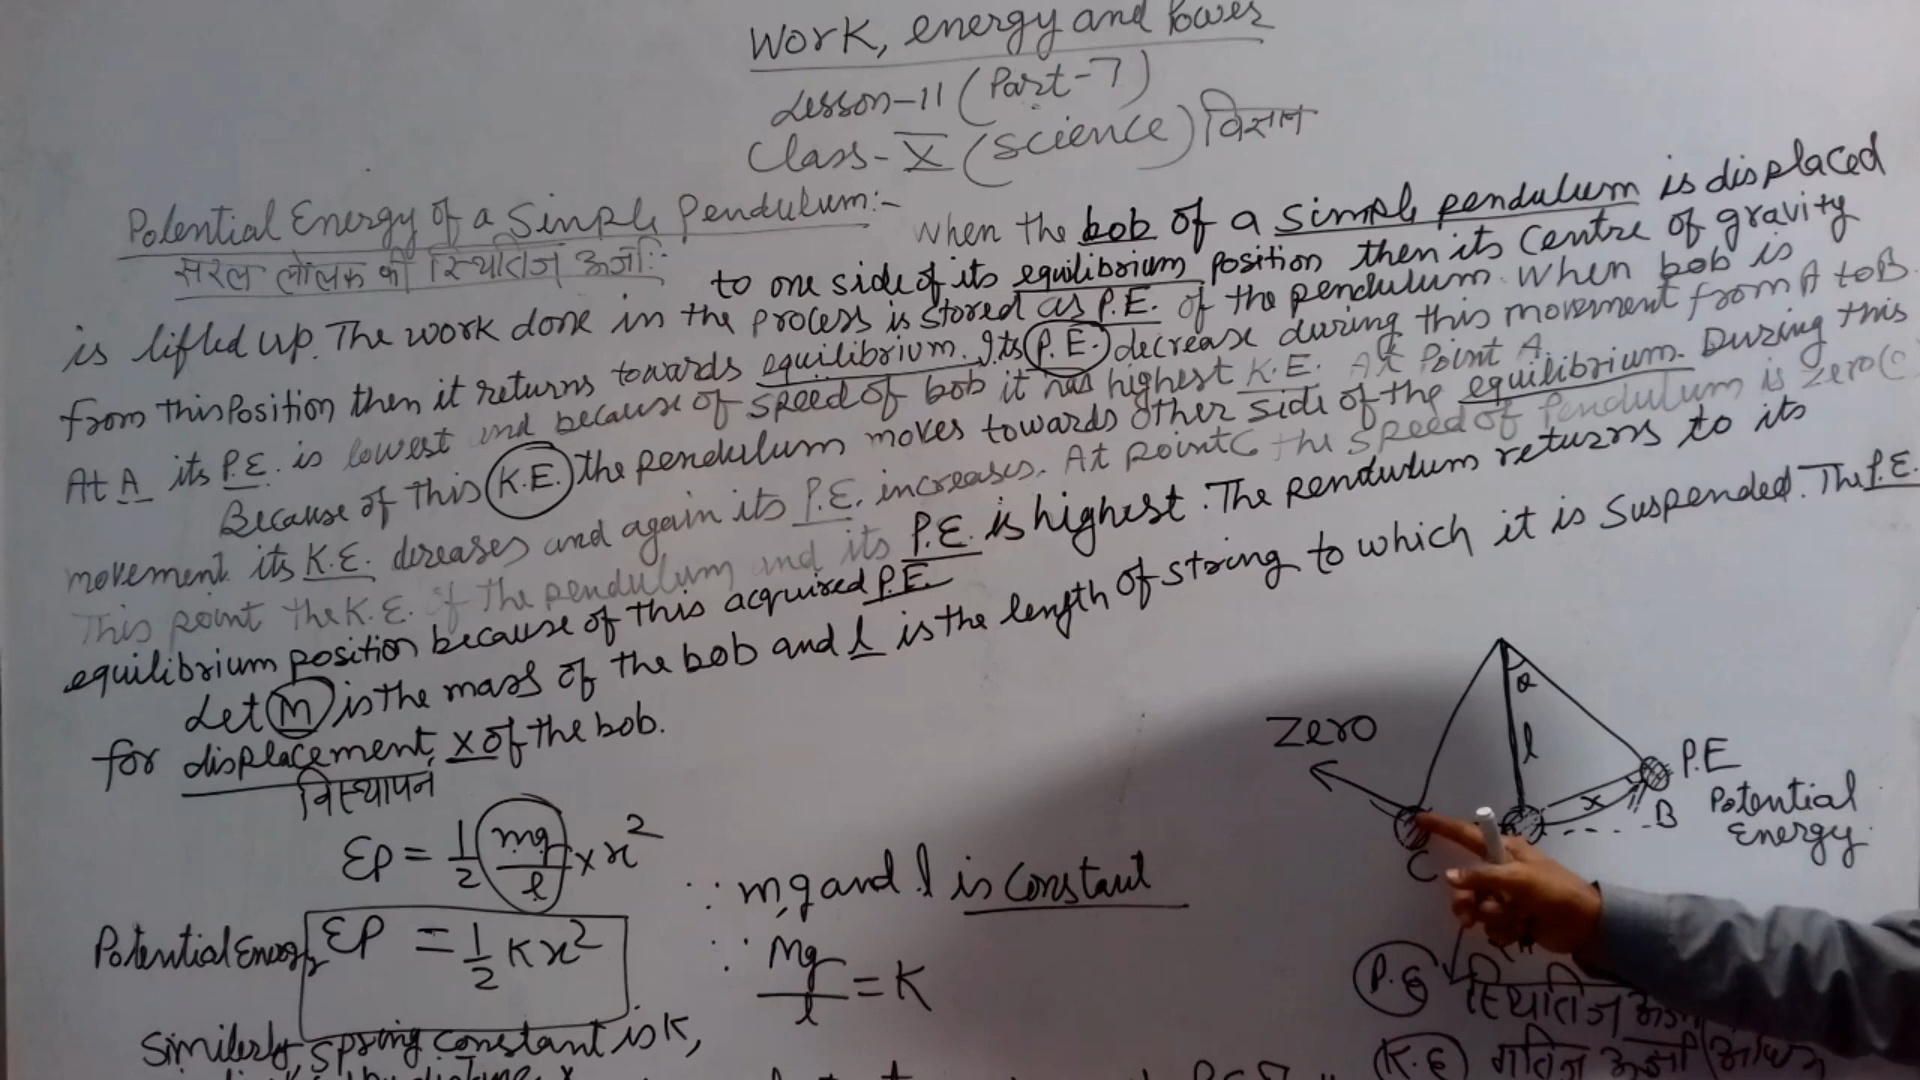 Work, energy and Power
Lesson-11 (Part-7)
Class-X (Science) विज्ञान
Potential Energy of a Simple Pendulum:-
सरल लोलक की स्थितिज ऊर्जा:-
When the bob of a simple pendulum is displaced
to one side of its equilibrium position then its Centre of gravity
is lifted up. The work done in the process is stored as P.E. of the pendulum. When bob is
from this Position then it returns towards equilibrium. Its P.E. decrease during this movement from A to B
At A its P.E. is lowest and because of speed of bob it has highest K.E. At Point A
Because of this K.E. the pendulum moves towards other side of the equilibrium. During this
movement its K.E. dereases and again its P.E. increases. At point C the speed of Pendulum is zero(0
This point the K.E. of the pendulum and its P.E. is highest. The Pendulum returns to its
equilibrium position because of this acquired P.E.
Let M is the mass of the bob and l is the length of string to which it is suspended. The P.E.
for displacement, x of the bob.
विस्थापन
EP = 1/2 mg/l × x²
∵ m,g and l is Constant
Potential Energy EP = 1/2 K x²
∵ Mg/l = K
Similerly, spring constant is K,
Zero
Q
l
x
P.E
Potential
Energy
B
C
P.E
स्थितिज
K.E
गतिज ऊर्जा